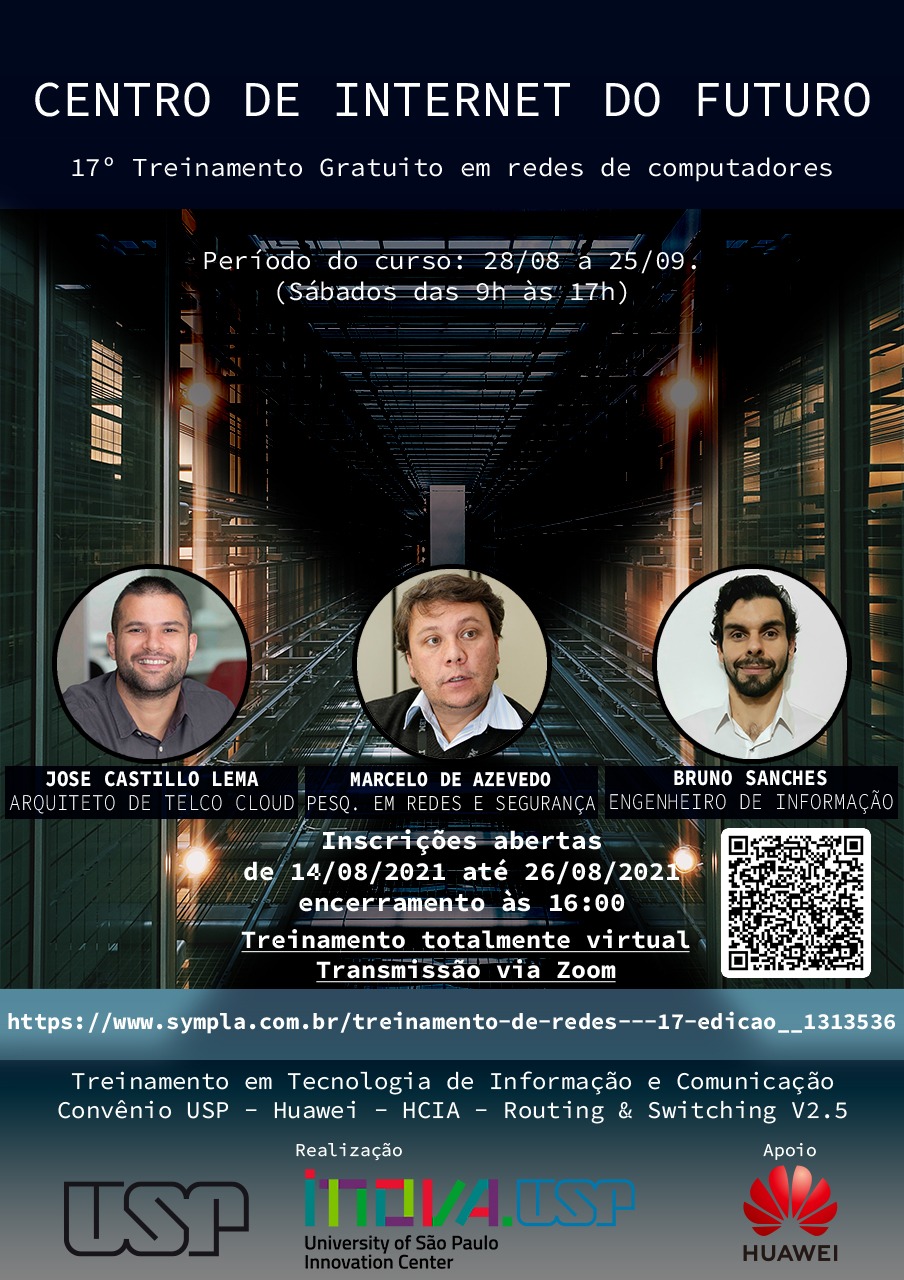 CENTRO DE INTERNET DO FUTURO
17º Treinamento Gratuito em redes de computadores
Período do curso: 28/08 a 25/09.
(Sábados das 9h às 17h)
JOSE CASTILLO LEMA
ARQUITETO DE TELCO CLOUD
MARCELO DE AZEVEDO
PESQ. EM REDES E SEGURANÇA
BRUNO SANCHES
ENGENHEIRO DE INFORMAÇÃO
Inscrições abertas
de 14/08/2021 até 26/08/2021
encerramento às 16:00
Treinamento totalmente virtual
Transmissão via Zoom
https://www.sympla.com.br/treinamento-de-redes---17-edicao__1313536
Treinamento em Tecnologia de Informação e Comunicação
Convênio USP - Huawei - HCIA - Routing & Switching V2.5
Realização
Apoio
USP
inova.USP
University of São Paulo
Innovation Center
HUAWEI